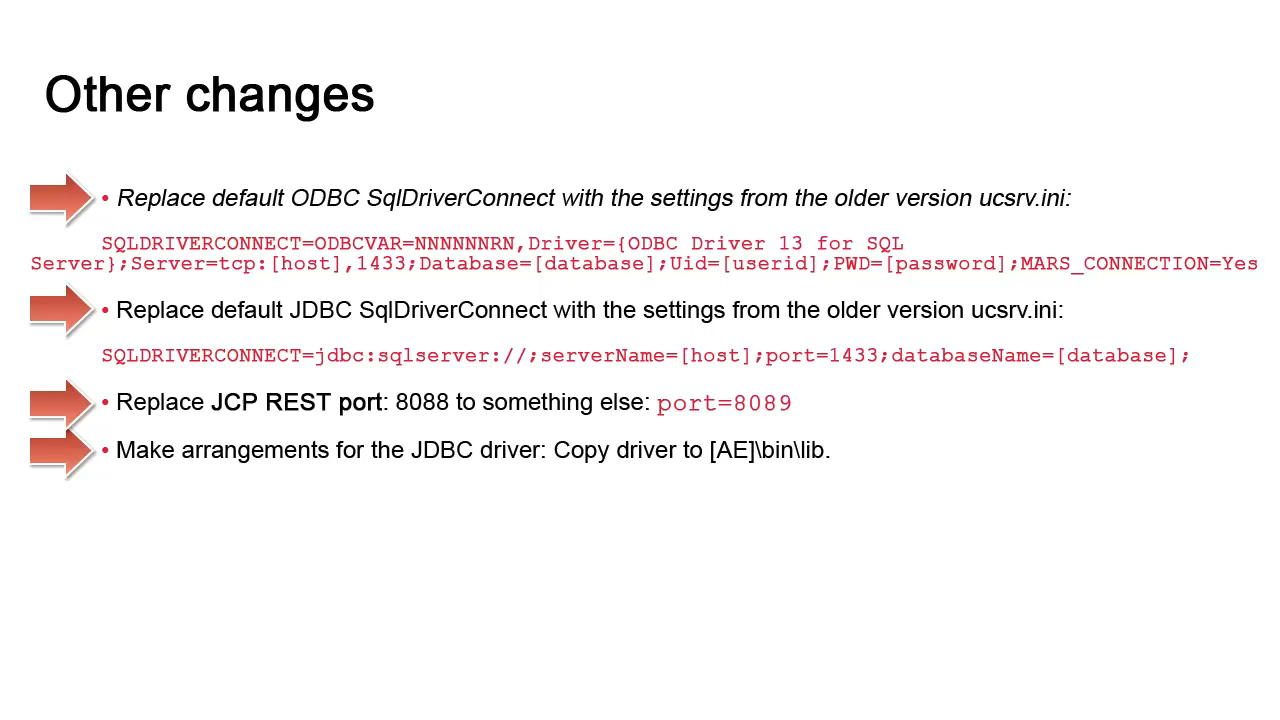 Other changes
• Replace default ODBC SqlDriverConnect with the settings from the older version ucsrv.ini:
SQLDRIVERCONNECT=ODBCVAR=NNNNNNRN,Driver={ODBC Driver 13 for SQL
Server};Server=tcp:[host],1433;Database=[database];Uid=[userid];PWD=[password];MARS_CONNECTION=Yes
• Replace default JDBC SqlDriverConnect with the settings from the older version ucsrv.ini:
SQLDRIVERCONNECT=jdbc:sqlserver://;serverName=[host];port=1433;databaseName=[database];
• Replace JCP REST port: 8088 to something else: port=8089
• Make arrangements for the JDBC driver: Copy driver to [AE]\bin\lib.